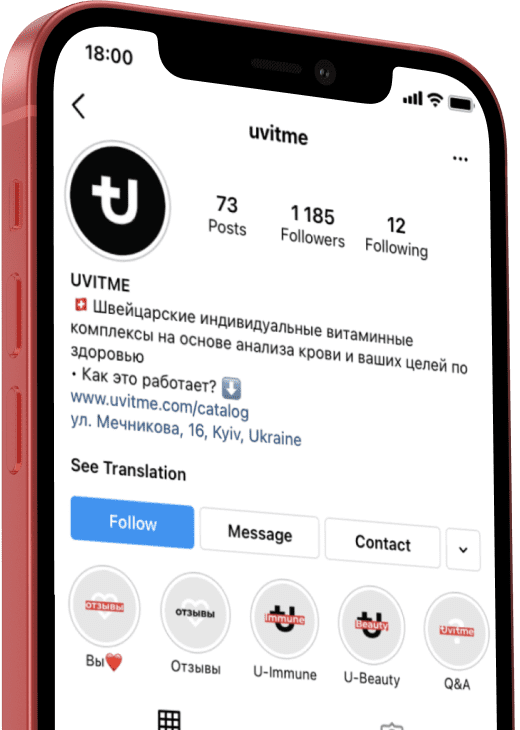 18:00
uvitme
73
Posts
1 185
Followers
12
Following
UVITME
🇨🇭 Швейцарские индивидуальные витаминные
комплексы на основе анализа крови и ваших целей по
здоровью
• Как это работает? ⬇️
www.uvitme.com/catalog
ул. Мечникова, 16, Kyiv, Ukraine
See Translation
Follow
Message
Contact
отзывы
отзывы
Immune
Beauty
Uvitme
Вы❤️
Отзывы
U-Immune
U-Beauty
Q&A